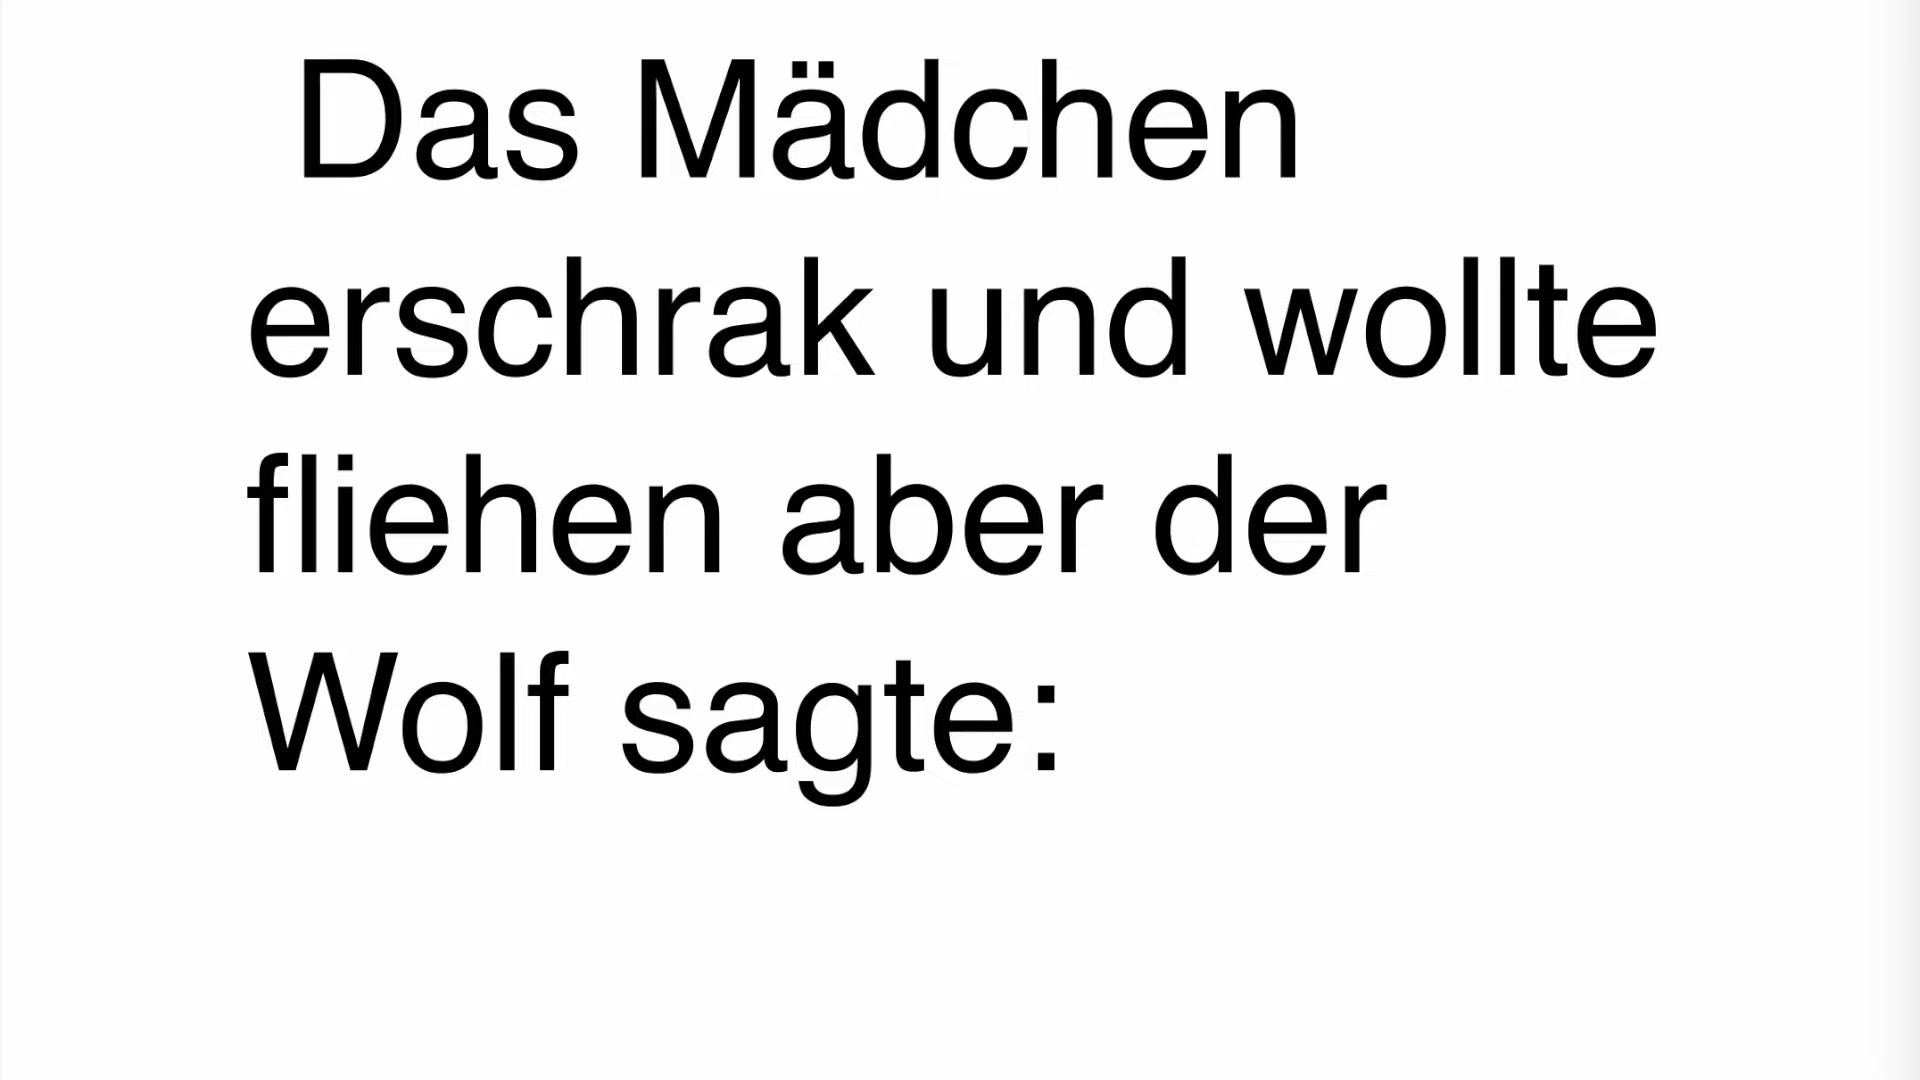 Das Mädchen
erschrak und wollte
fliehen aber der
Wolf sagte: